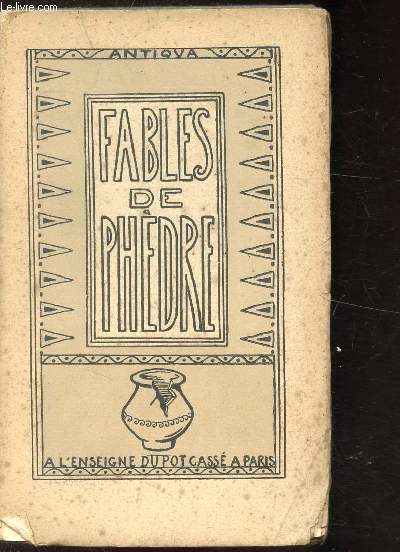 Le-livre.com
ANTIQVA
FABLES
DE
PHÈDRE
A L'ENSEIGNE DU POT CASSÉ A PARIS